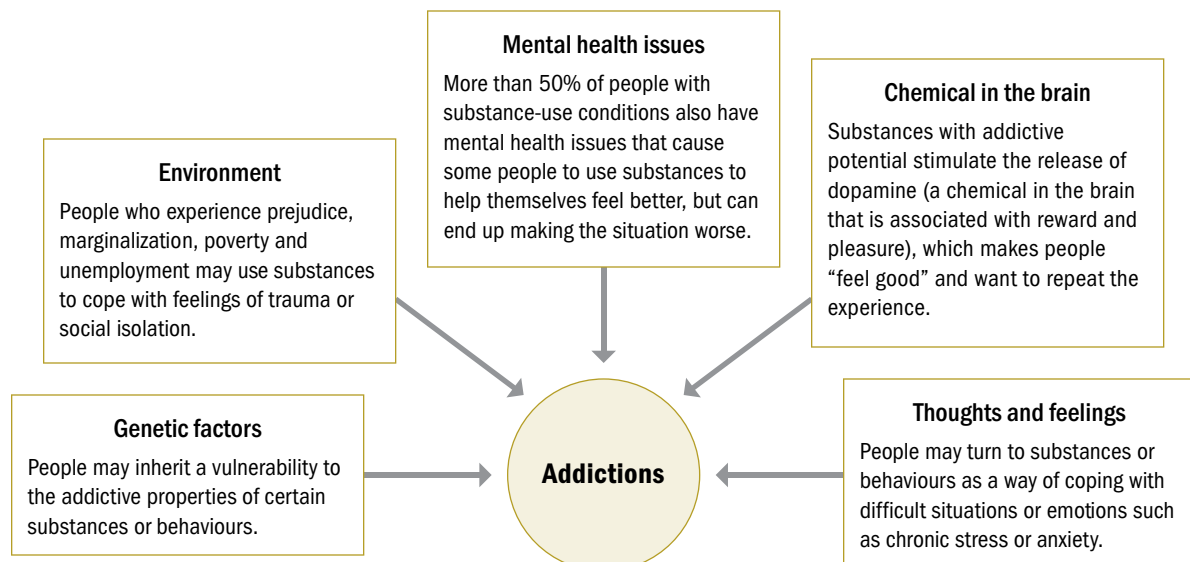 Mental health issues
More than 50% of people with
substance-use conditions also have
mental health issues that cause
some people to use substances to
help themselves feel better, but can
end up making the situation worse.
Chemical in the brain
Substances with addictive
potential stimulate the release of
dopamine (a chemical in the brain
that is associated with reward and
pleasure), which makes people
“feel good” and want to repeat the
experience.
Environment
People who experience prejudice,
marginalization, poverty and
unemployment may use substances
to cope with feelings of trauma or
social isolation.
Genetic factors
People may inherit a vulnerability to
the addictive properties of certain
substances or behaviours.
Addictions
Thoughts and feelings
People may turn to substances or
behaviours as a way of coping with
difficult situations or emotions such
as chronic stress or anxiety.